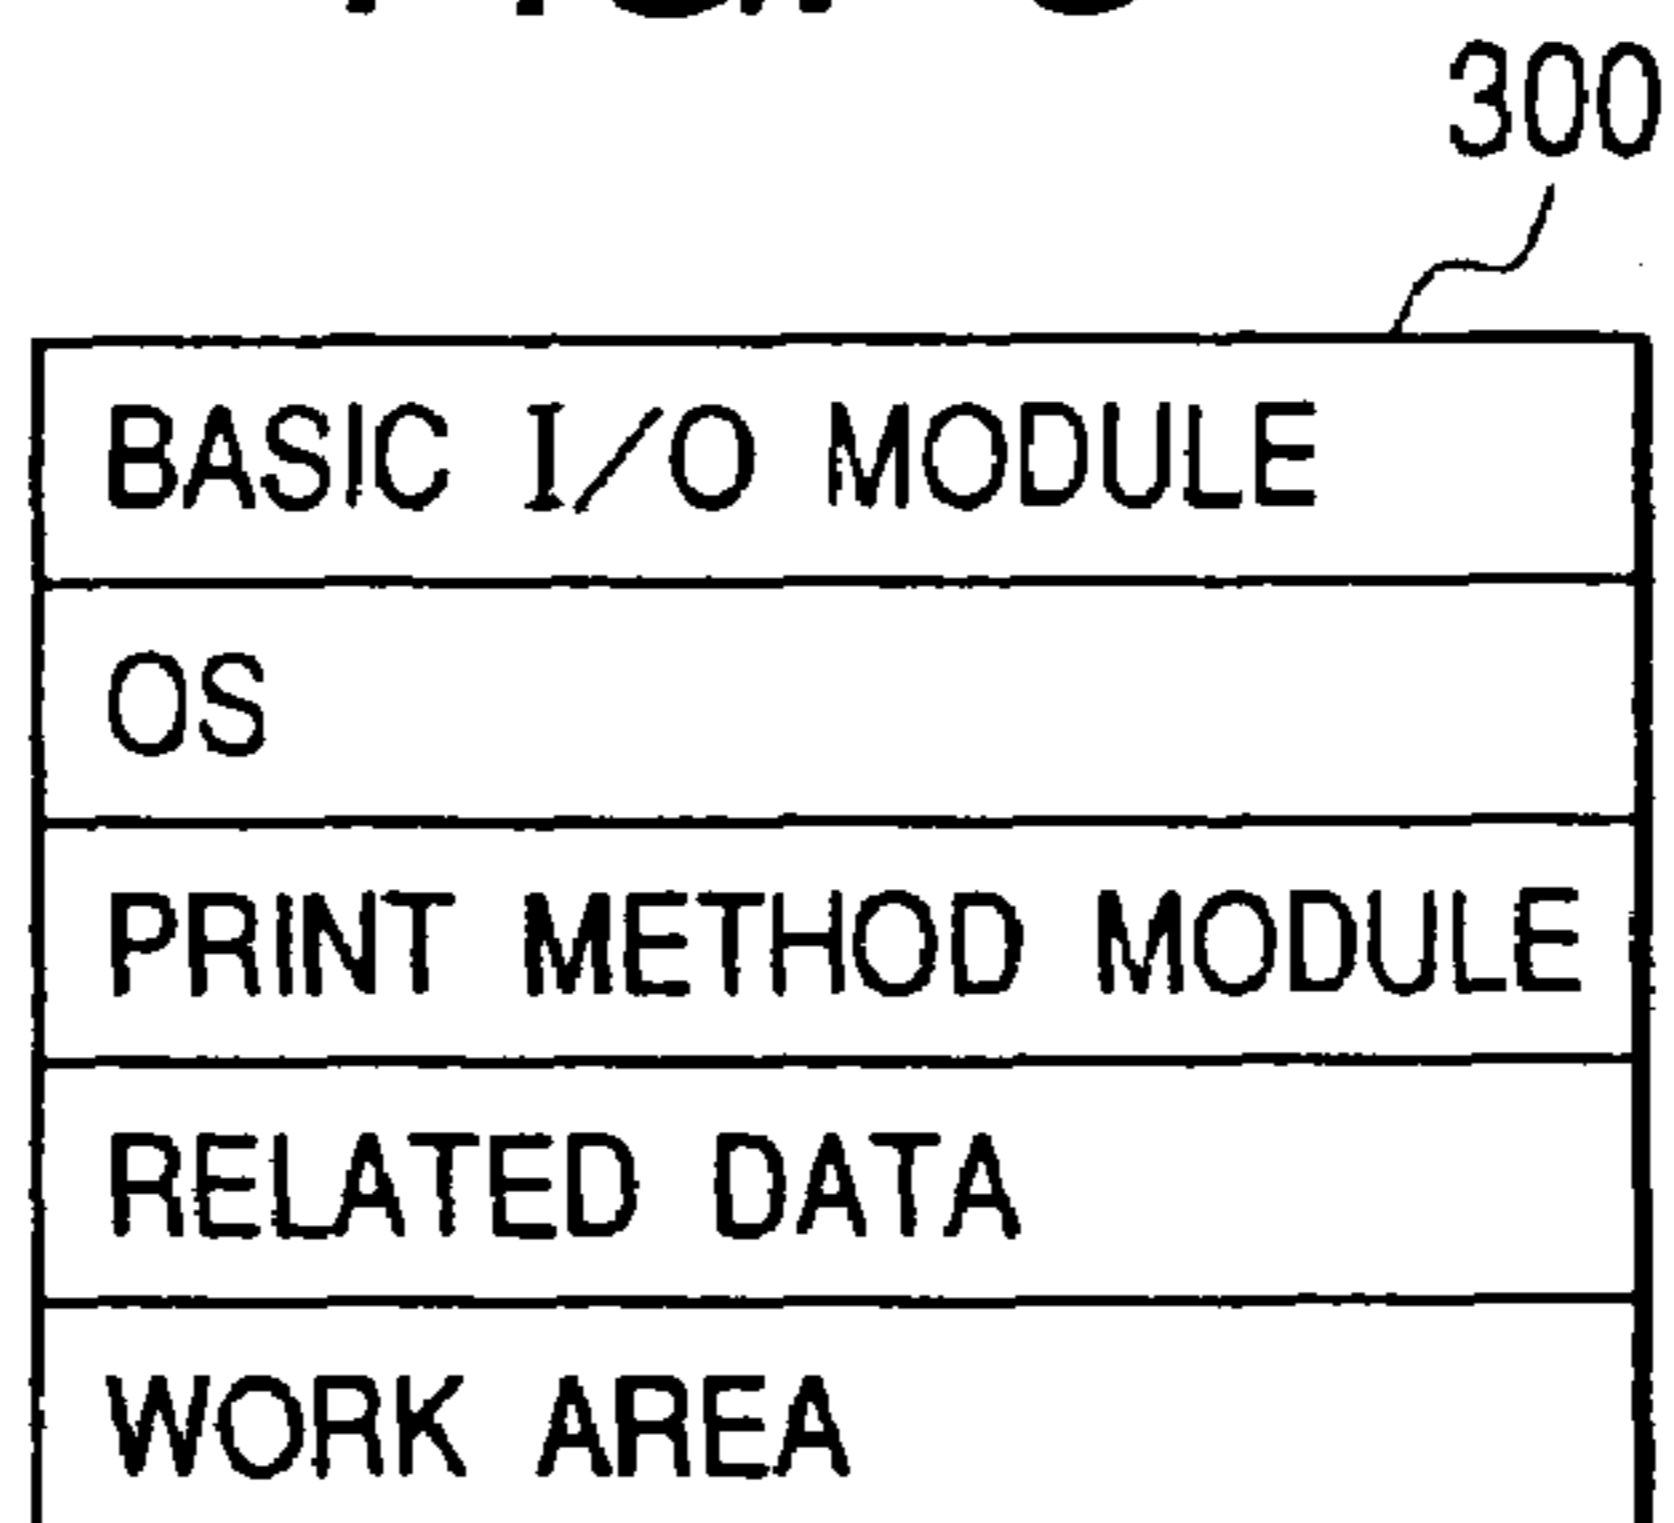 300
BASIC I/O MODULE
OS
PRINT METHOD MODULE
RELATED DATA
WORK AREA